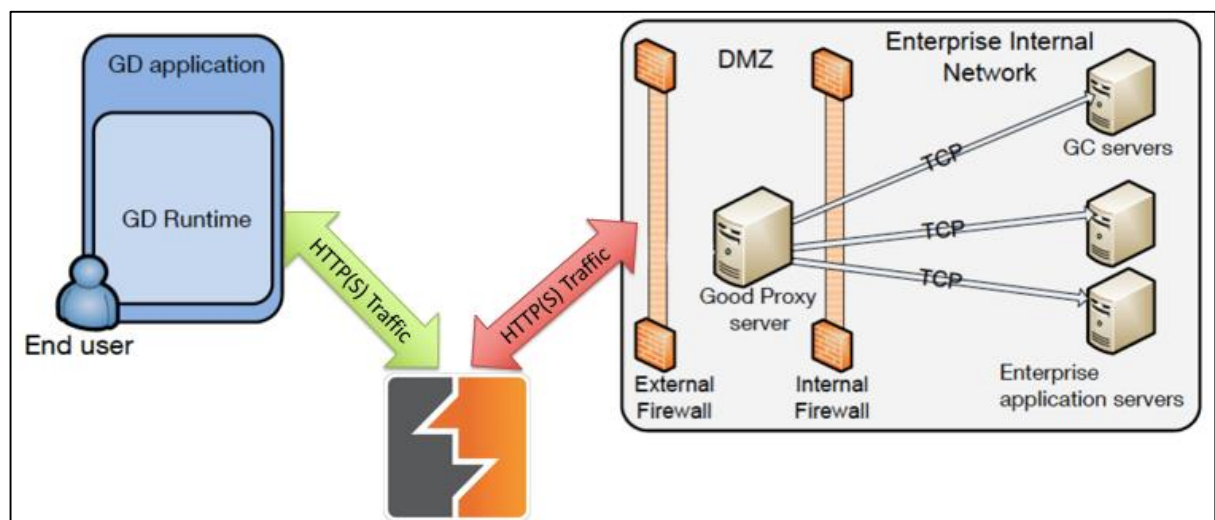 GD application
GD Runtime
End user
HTTP(S) Traffic
HTTP(S) Traffic
DMZ
Enterprise Internal
Network
TCP
TCP
TCP
GC servers
Good Proxy
server
External
Firewall
Internal
Firewall
Enterprise
application servers